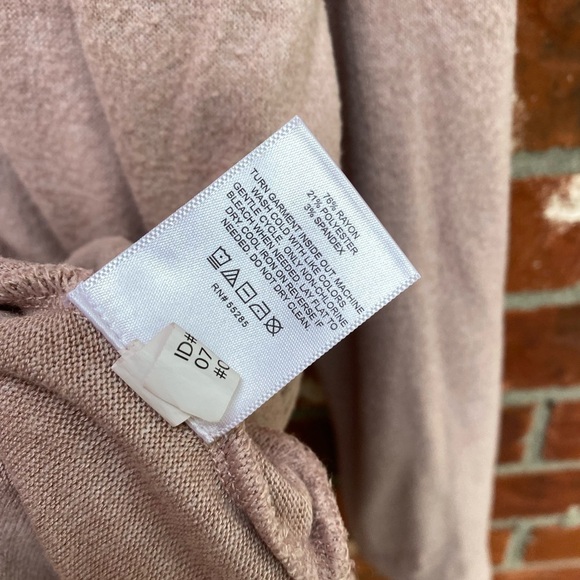 76% RAYON
21% POLYESTER
3% SPANDEX
TURN GARMENT INSIDE OUT, MACHINE
WASH COLD WITH LIKE COLORS,
GENTLE CYCLE, ONLY NON-CHLORINE
BLEACH WHEN NEEDED, LAY FLAT TO
DRY, COOL IRON ON REVERSE IF
NEEDED. DO NOT DRY CLEAN.
RN# 55285
ID#
07
#0